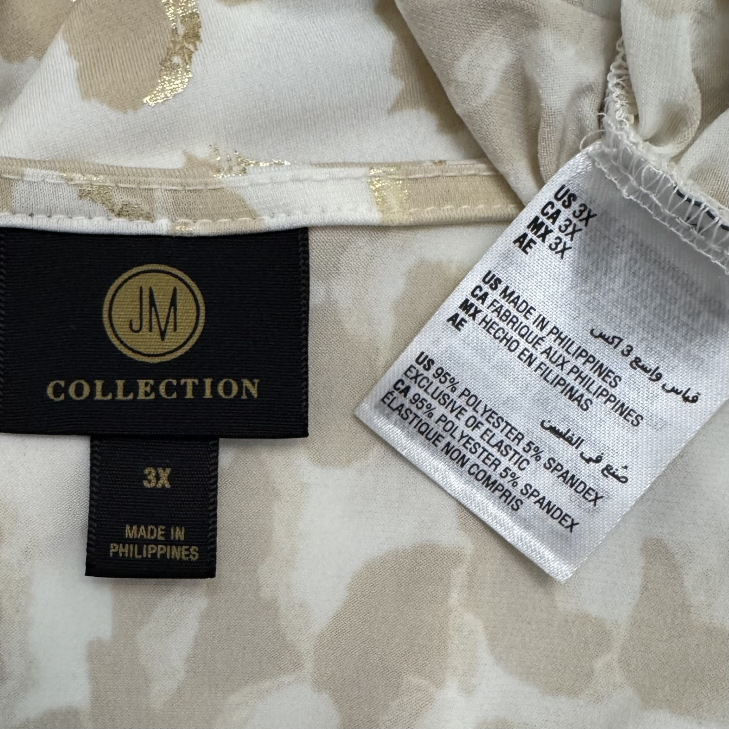 JM
COLLECTION
3X
MADE IN
PHILIPPINES
US 3X
CA 3X
MX 3X
AE
قياس واسع 3 اكس
US MADE IN PHILIPPINES
CA FABRIQUÉ AUX PHILIPPINES
MX HECHO EN FILIPINAS
AE
صُنع في الفلبين
US 95% POLYESTER 5% SPANDEX
EXCLUSIVE OF ELASTIC
CA 95% POLYESTER 5% SPANDEX
ÉLASTIQUE NON COMPRIS